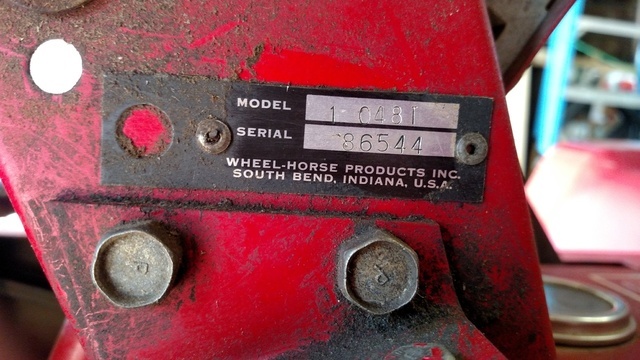 MODEL 1-0481
SERIAL 86544
WHEEL-HORSE PRODUCTS INC.
SOUTH BEND, INDIANA, U.S.A.